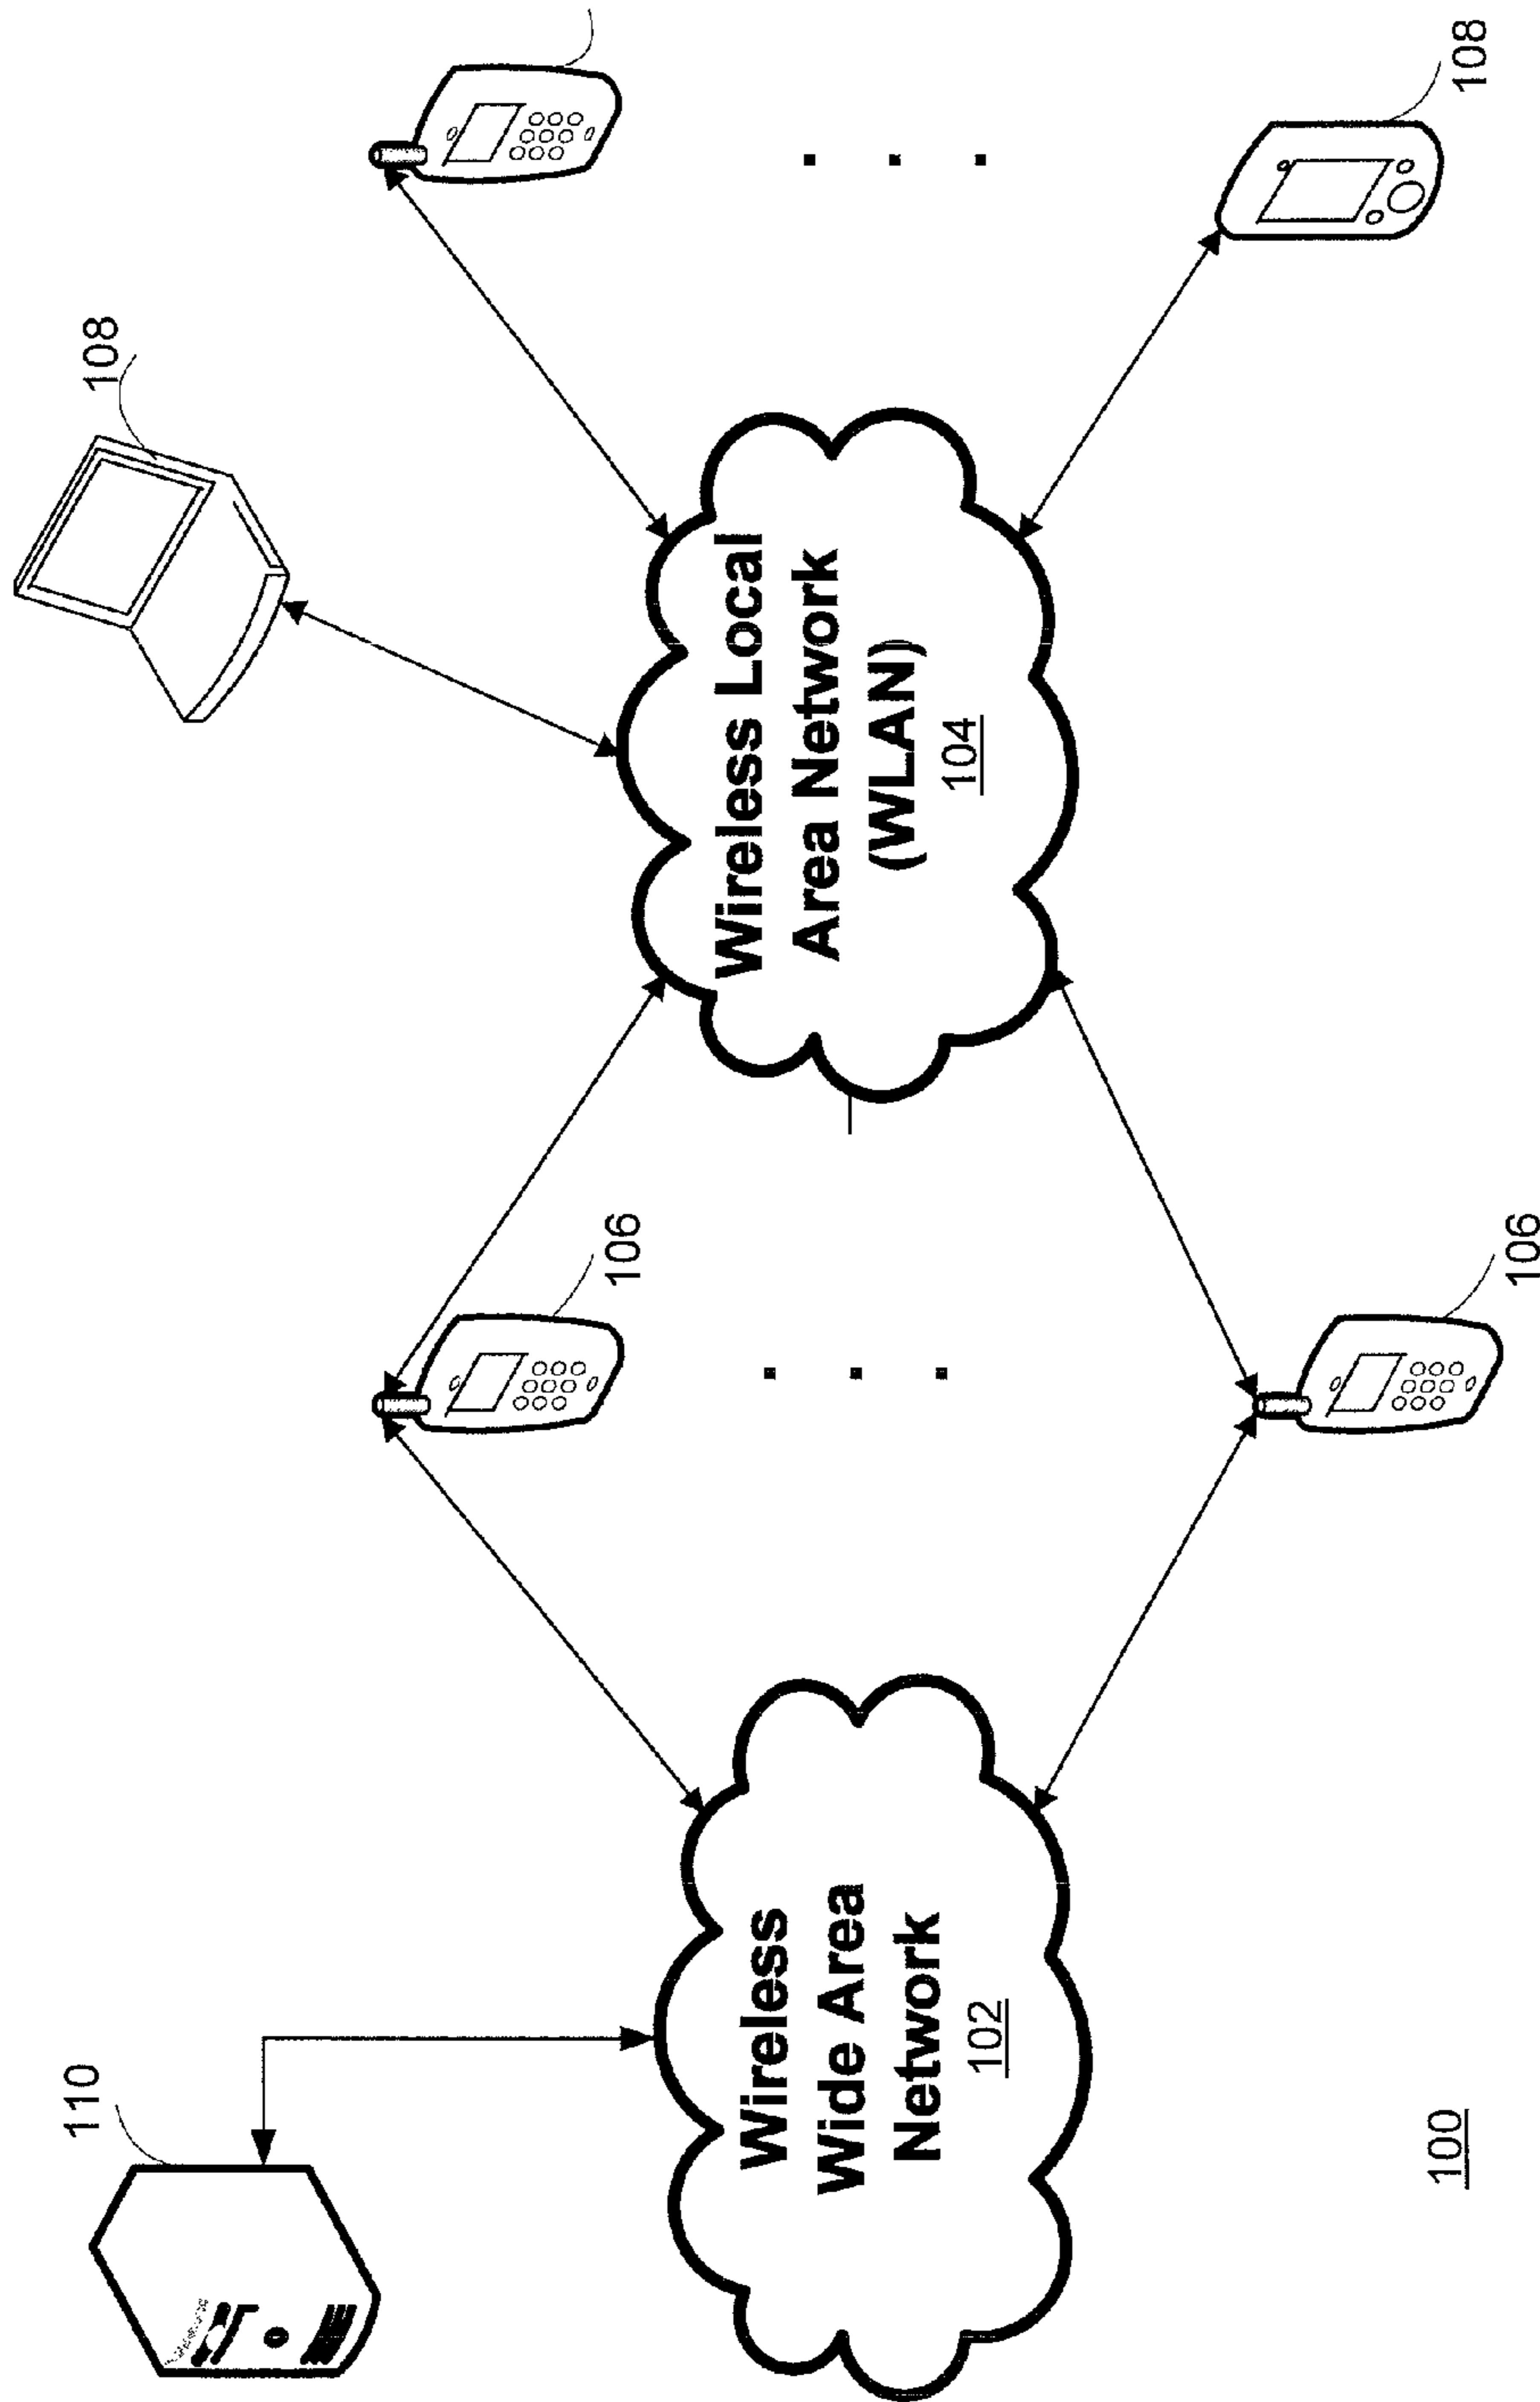 110
108
106
108
106
Wireless
Wide Area
Network
102
Wireless Local
Area Network
(WLAN)
104
100